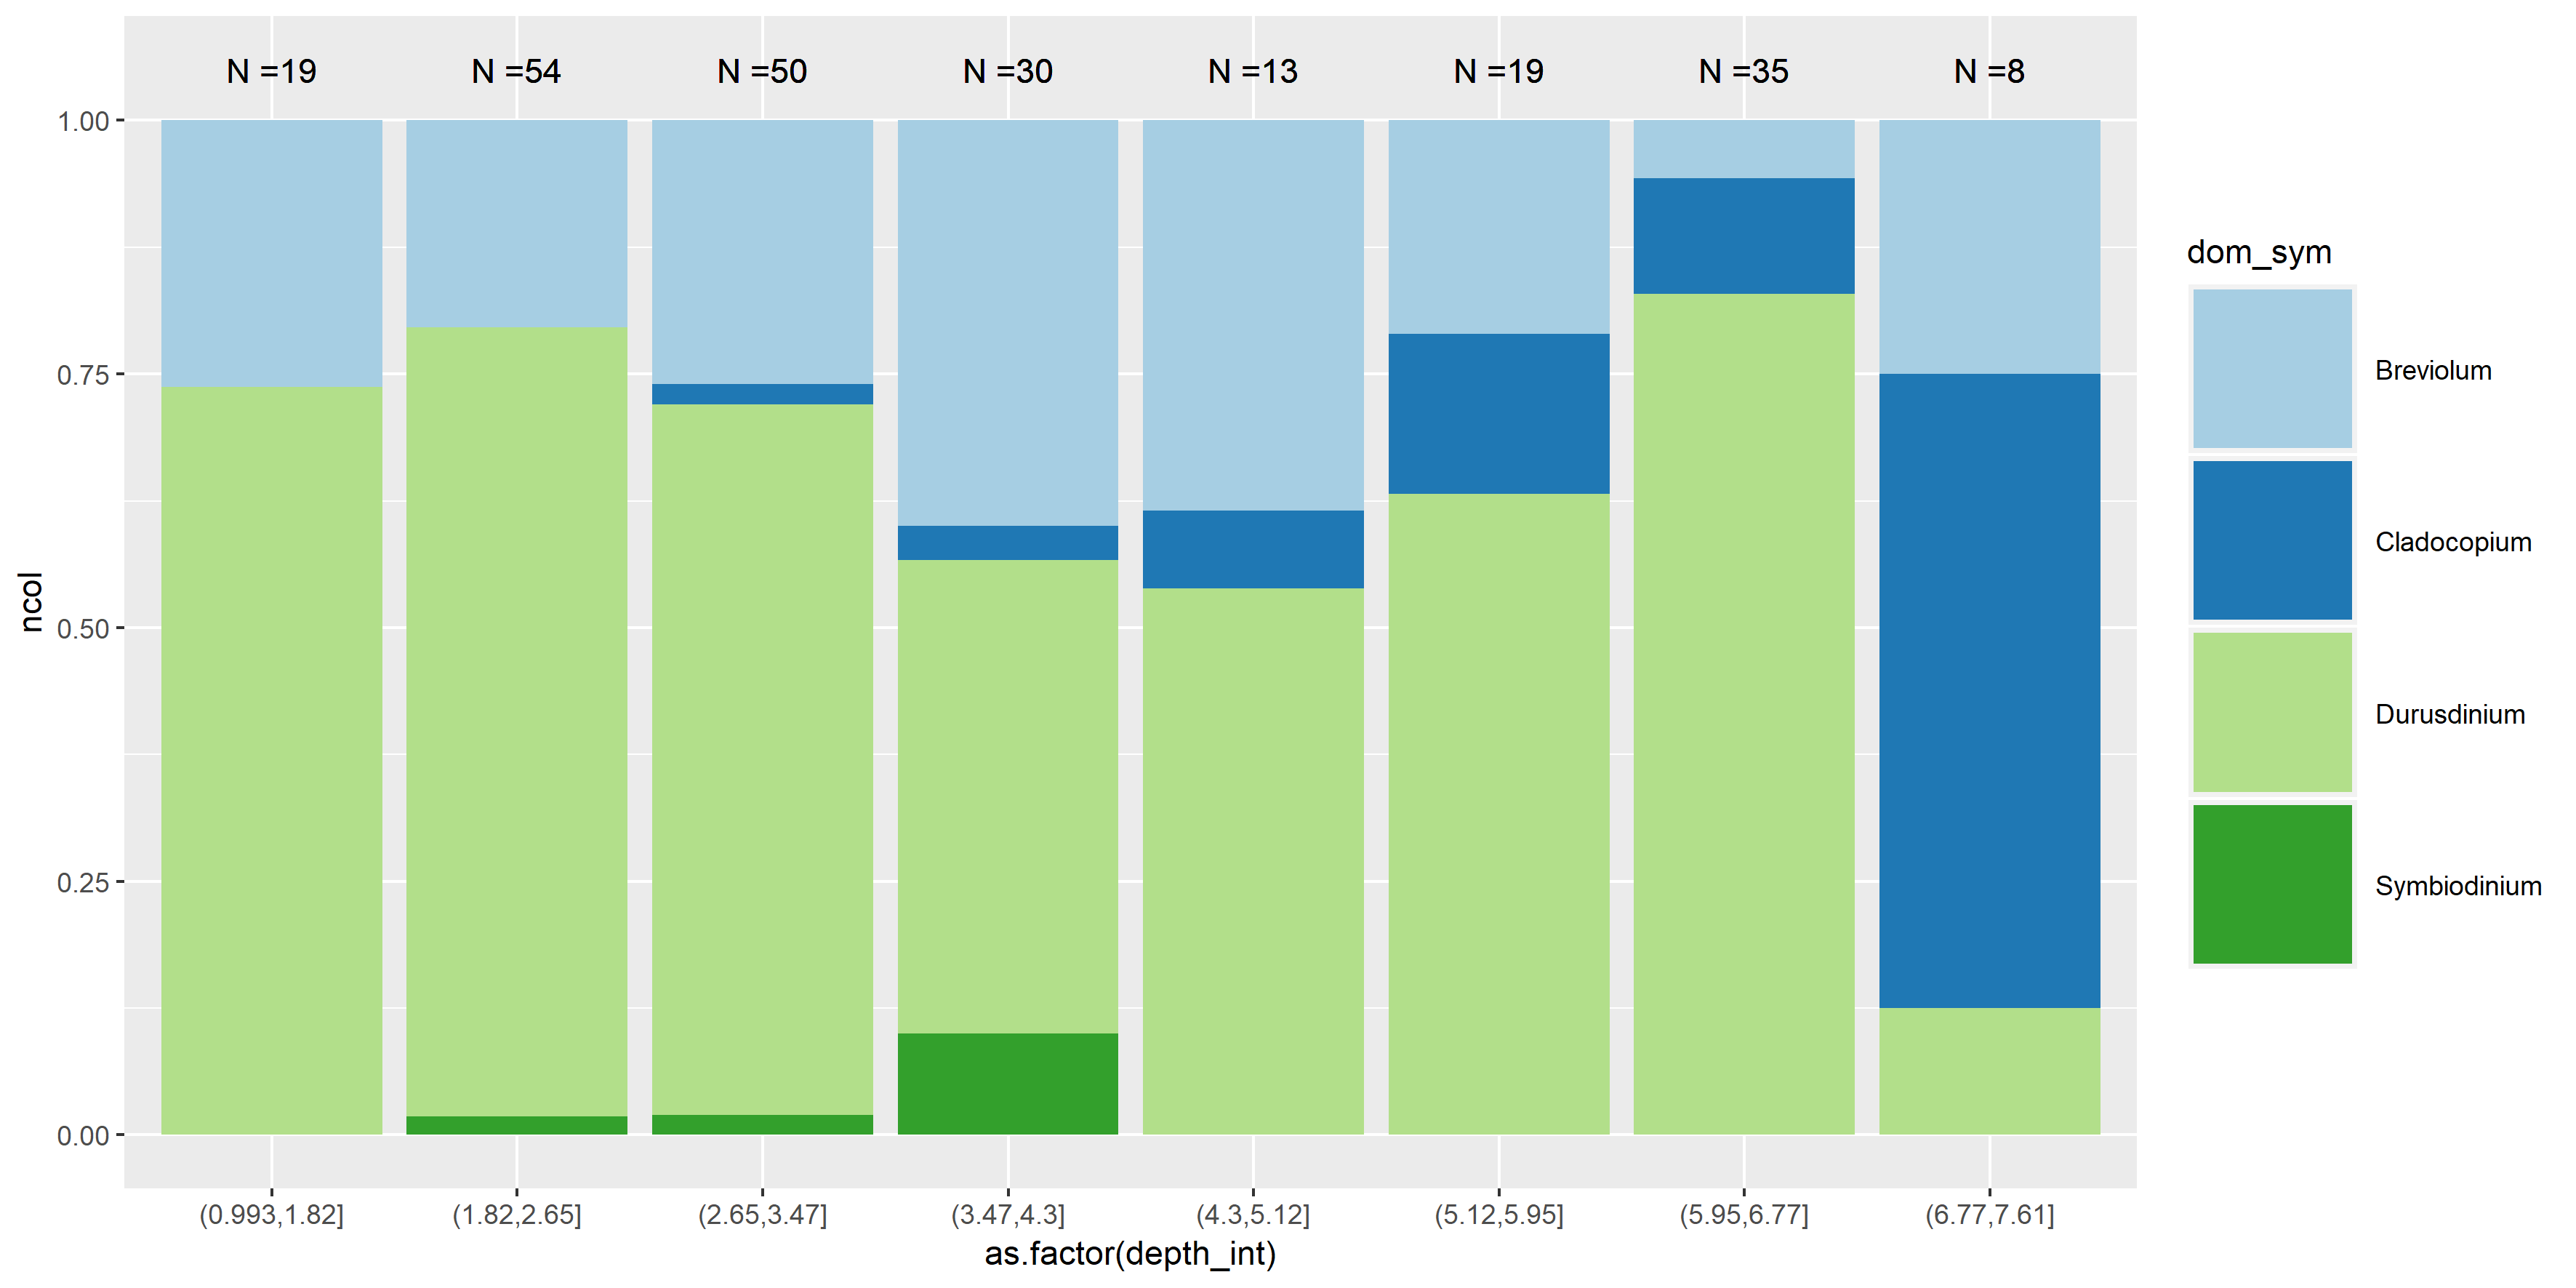 N =19 N =54 N =50 N =30 N =13 N =19 N =35 N =8
1.00
0.75
0.50
0.25
0.00
ncol
(0.993,1.82] (1.82,2.65] (2.65,3.47] (3.47,4.3] (4.3,5.12] (5.12,5.95] (5.95,6.77] (6.77,7.61]
as.factor(depth_int)
dom_sym
Breviolum
Cladocopium
Durusdinium
Symbiodinium